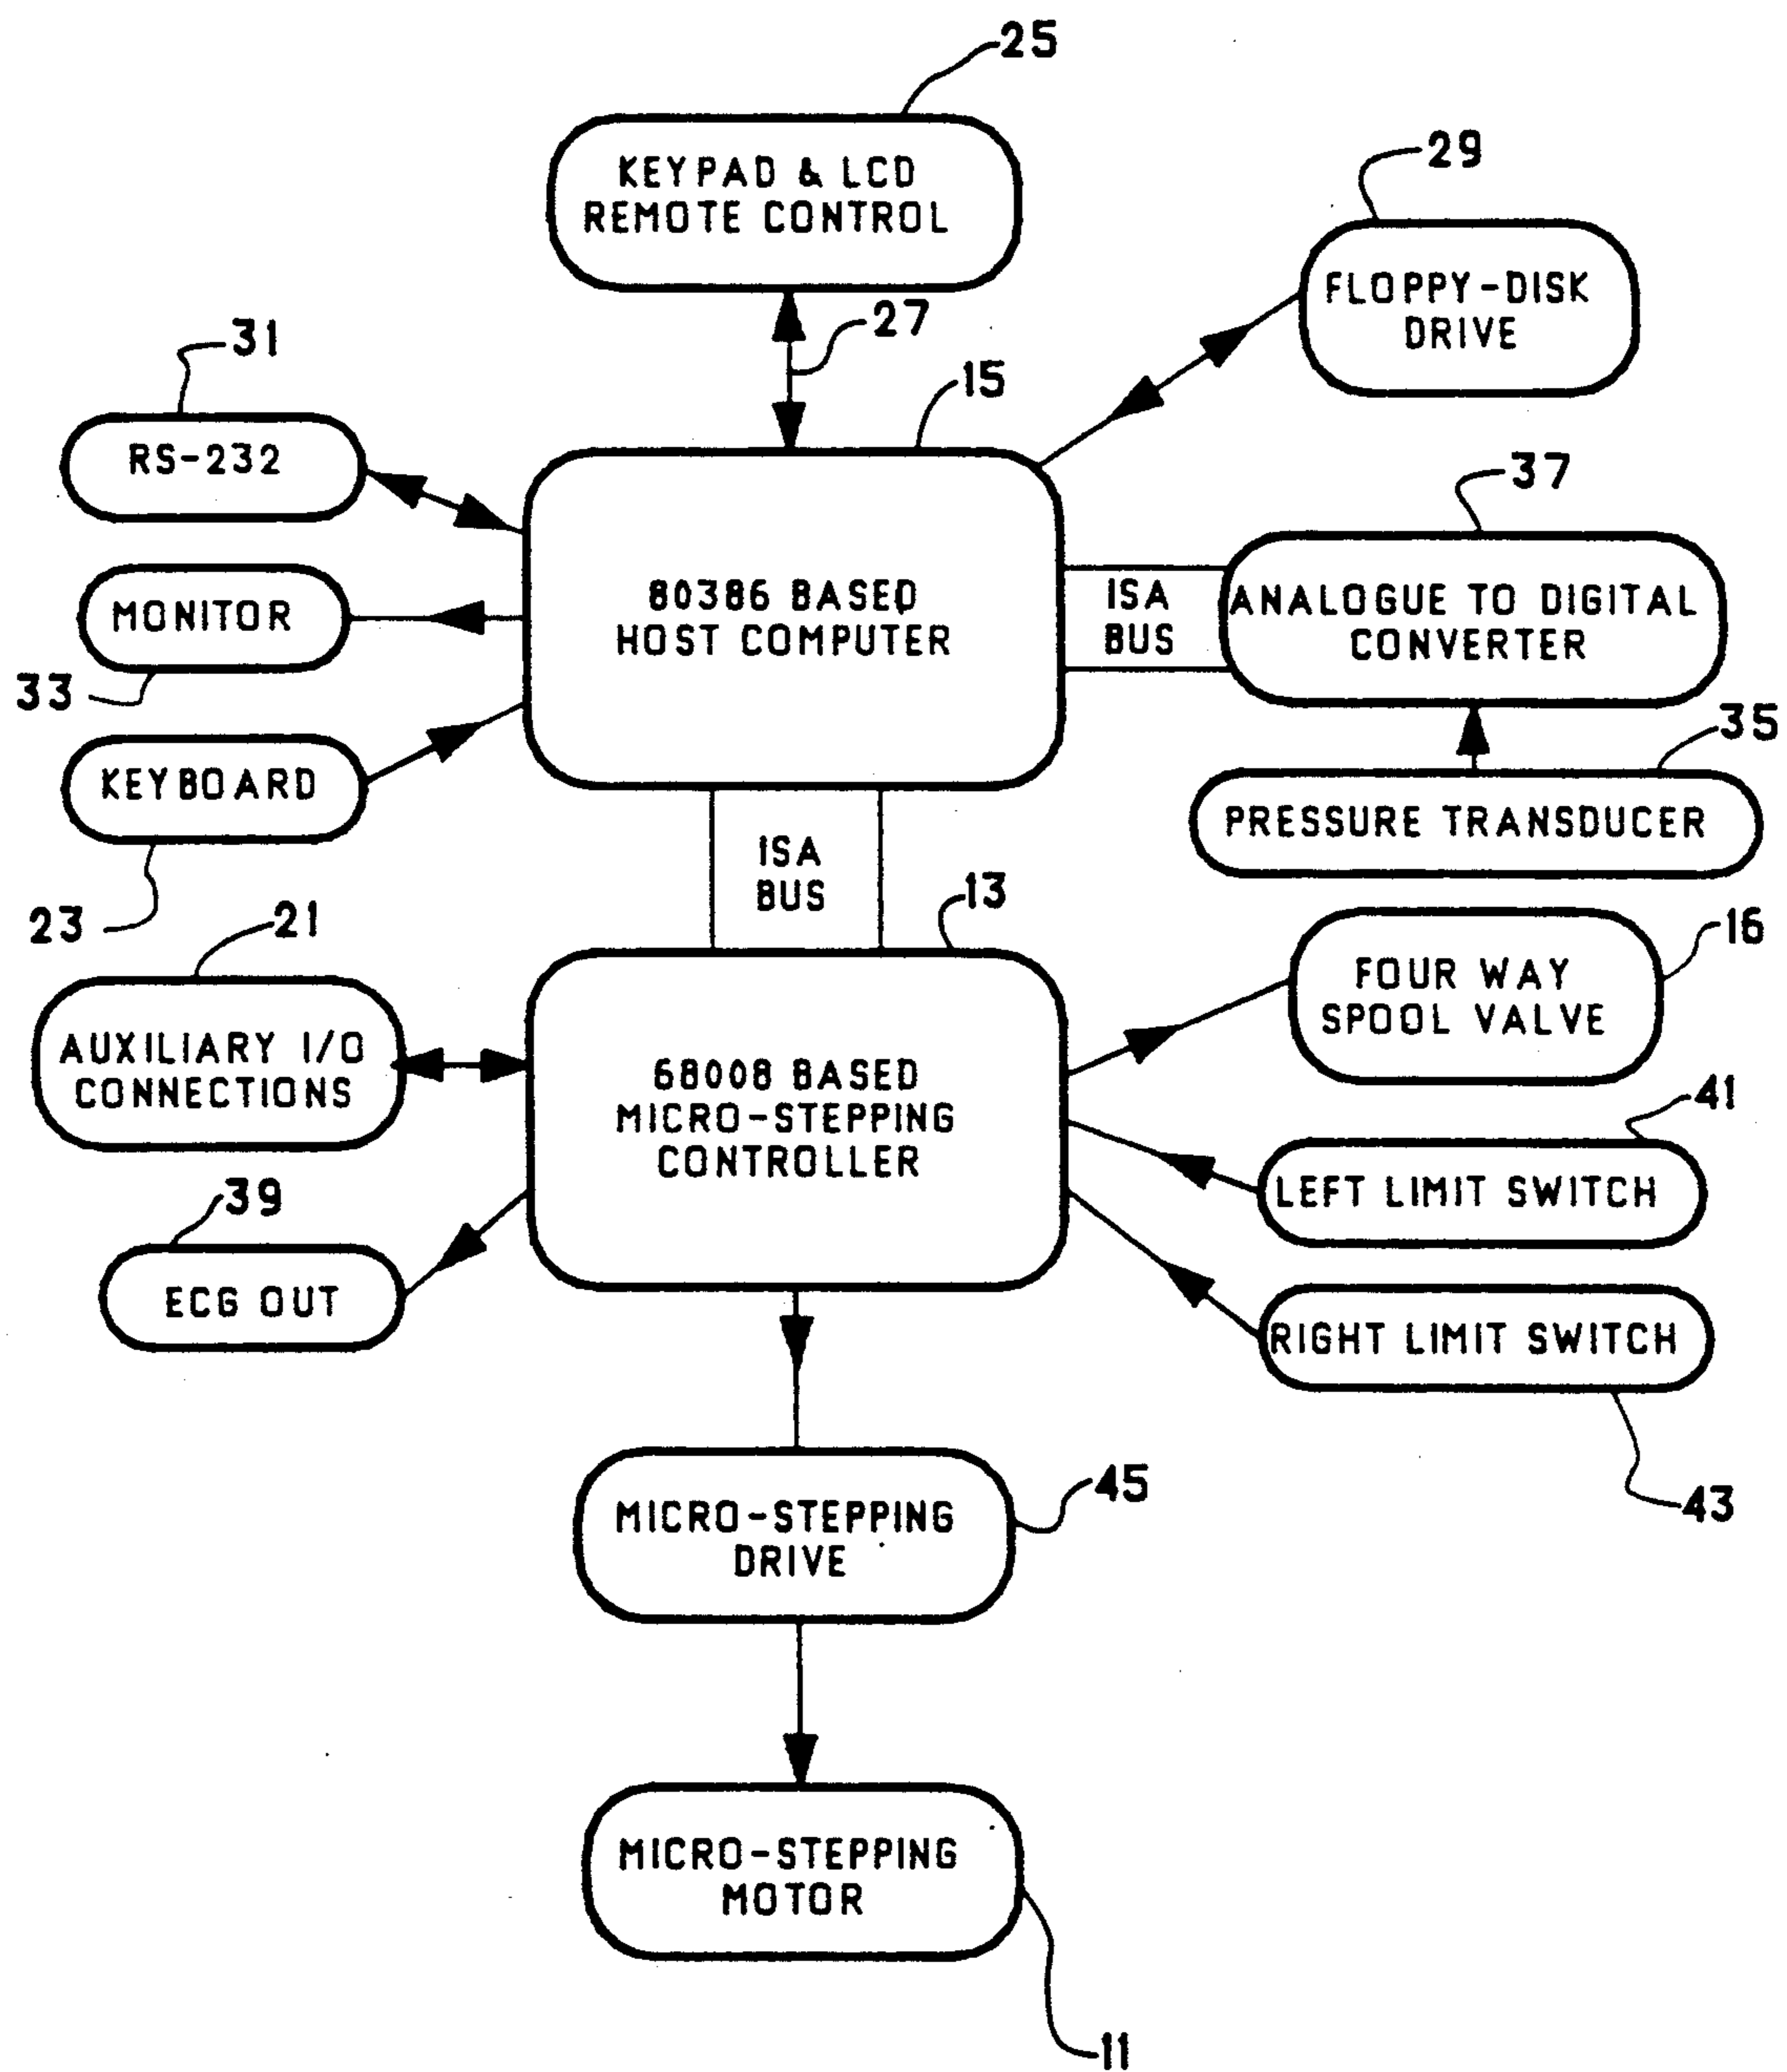 25
KEYPAD & LCD
REMOTE CONTROL
29
FLOPPY-DISK
DRIVE
27
31
RS-232
15
37
80386 BASED
HOST COMPUTER
ISA
BUS
ANALOGUE TO DIGITAL
CONVERTER
MONITOR
33
35
PRESSURE TRANSDUCER
KEYBOARD
23
ISA
BUS
13
21
AUXILIARY I/O
CONNECTIONS
16
FOUR WAY
SPOOL VALVE
68008 BASED
MICRO-STEPPING
CONTROLLER
41
LEFT LIMIT SWITCH
39
ECG OUT
RIGHT LIMIT SWITCH
43
45
MICRO-STEPPING
DRIVE
MICRO-STEPPING
MOTOR
11